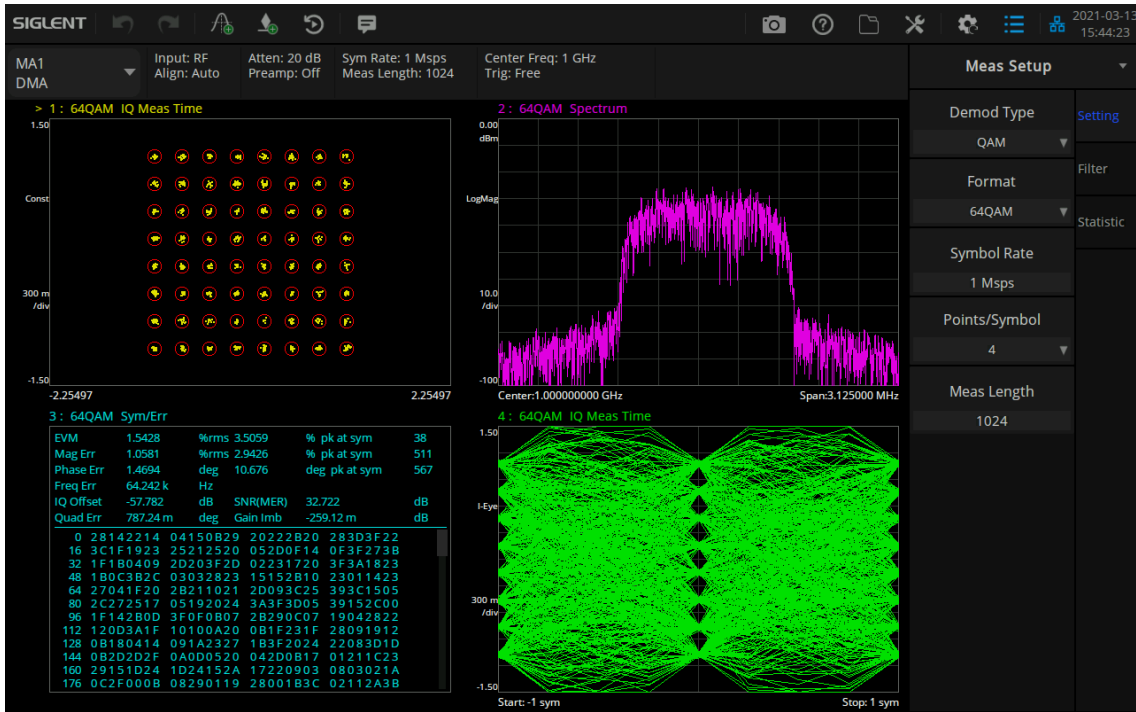 SIGLENT
2021-03-13
15:44:23
MA1
DMA
Input: RF
Align: Auto
Atten: 20 dB
Preamp: Off
Sym Rate: 1 Msps
Meas Length: 1024
Center Freq: 1 GHz
Trig: Free
Meas Setup
> 1: 64QAM IQ Meas Time
1.50
Const
300 m
/div
-1.50
-2.25497 2.25497
2: 64QAM Spectrum
0.00
dBm
LogMag
10.0
/div
-100
Center:1.000000000 GHz Span:3.125000 MHz
3: 64QAM Sym/Err
EVM 1.5428 %rms 3.5059 % pk at sym 38
Mag Err 1.0581 %rms 2.9426 % pk at sym 511
Phase Err 1.4694 deg 10.676 deg pk at sym 567
Freq Err 64.242 k Hz
IQ Offset -57.782 dB SNR(MER) 32.722 dB
Quad Err 787.24 m deg Gain Imb -259.12 m dB
0 28142214 04150B29 20222B20 283D3F22
16 3C1F1923 25212520 052D0F14 0F3F273B
32 1F1B0409 2D203F2D 02231720 3F3A1823
48 1B0C3B2C 03032823 15152B10 23011423
64 27041F20 2B211021 2D093C25 393C1505
80 2C272517 05192024 3A3F3D05 39152C00
96 1F142B0D 3F0F0B07 2B290C07 19042822
112 120D3A1F 10100A20 0B1F231F 28091912
128 0B180414 091A2327 1B3F2024 22083D1D
144 0B2D2D2F 0A0D0520 042D0B17 01211C23
160 29151D24 1D24152A 17220903 0803021A
176 0C2F000B 08290119 28001B3C 02112A3B
4: 64QAM IQ Meas Time
1.50
I-Eye
300 m
/div
-1.50
Start: -1 sym Stop: 1 sym
Demod Type
QAM
Format
64QAM
Symbol Rate
1 Msps
Points/Symbol
4
Meas Length
1024
Setting
Filter
Statistic